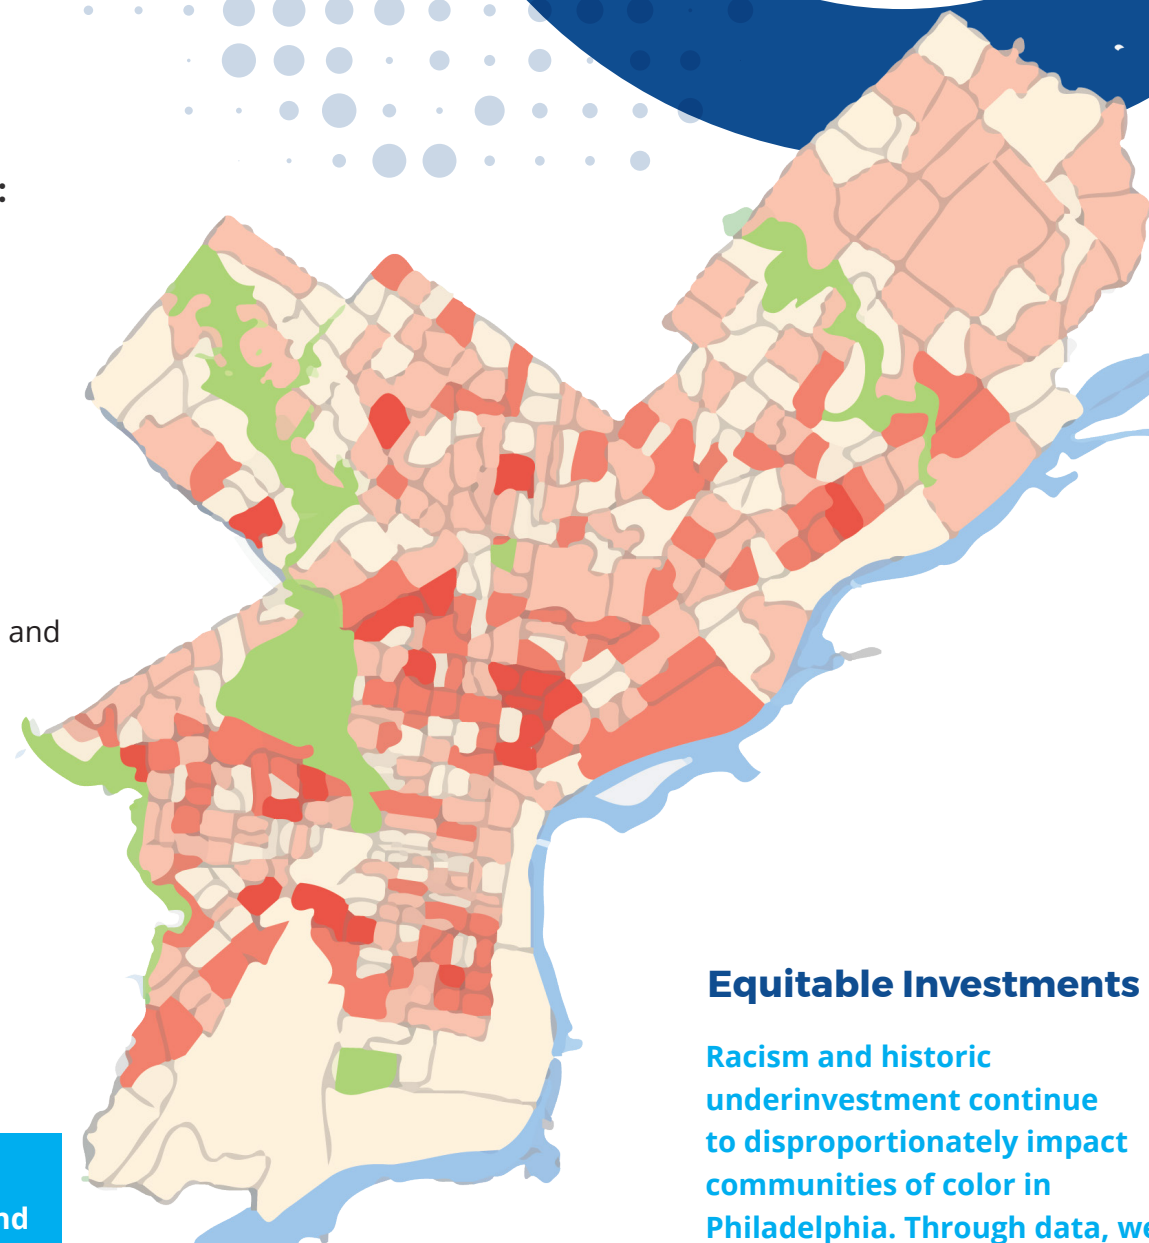 :
and
nd
Equitable Investments
Racism and historic
underinvestment continue
to disproportionately impact
communities of color in
Philadelphia. Through data, we